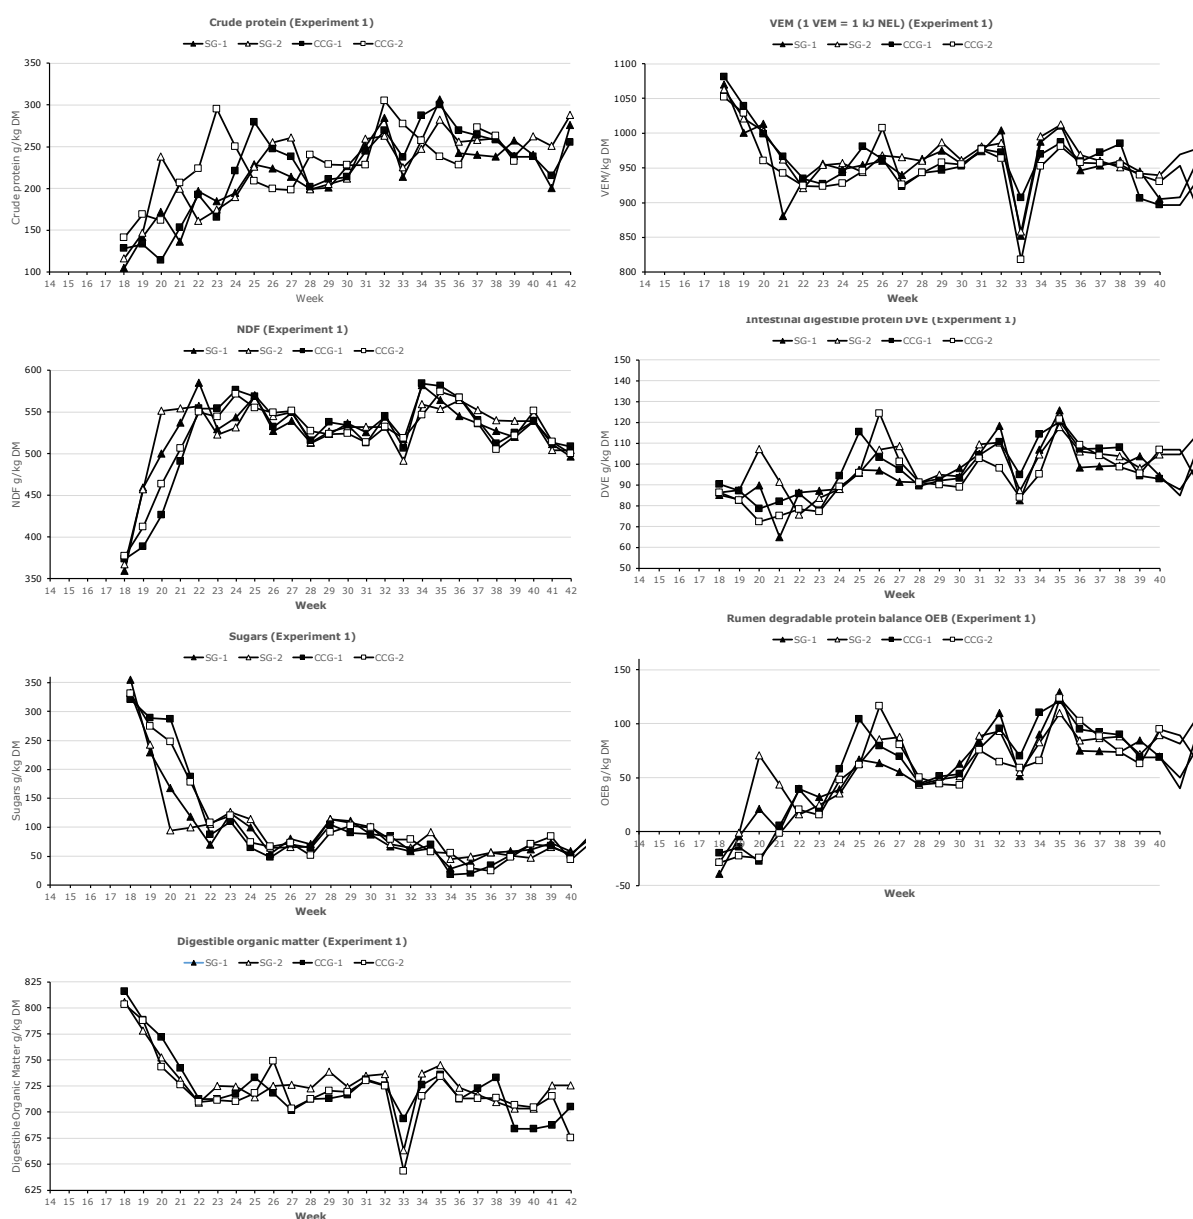 Crude protein (Experiment 1)
SG-1 SG-2 CCG-1 CCG-2
Crude protein g/kg DM
350
300
250
200
150
100
14 15 16 17 18 19 20 21 22 23 24 25 26 27 28 29 30 31 32 33 34 35 36 37 38 39 40 41 42
Week
VEM (1 VEM = 1 kJ NEL) (Experiment 1)
SG-1 SG-2 CCG-1 CCG-2
VEM/kg DM
1100
1050
1000
950
900
850
800
14 15 16 17 18 19 20 21 22 23 24 25 26 27 28 29 30 31 32 33 34 35 36 37 38 39 40
Week
NDF (Experiment 1)
SG-1 SG-2 CCG-1 CCG-2
NDF g/kg DM
600
550
500
450
400
350
14 15 16 17 18 19 20 21 22 23 24 25 26 27 28 29 30 31 32 33 34 35 36 37 38 39 40 41 42
Week
Intestinal digestible protein DVE (Experiment 1)
SG-1 SG-2 CCG-1 CCG-2
DVE g/kg DM
150
140
130
120
110
100
90
80
70
60
50
14 15 16 17 18 19 20 21 22 23 24 25 26 27 28 29 30 31 32 33 34 35 36 37 38 39 40
Week
Sugars (Experiment 1)
SG-1 SG-2 CCG-1 CCG-2
Sugars g/kg DM
350
300
250
200
150
100
50
0
14 15 16 17 18 19 20 21 22 23 24 25 26 27 28 29 30 31 32 33 34 35 36 37 38 39 40
Week
Rumen degradable protein balance OEB (Experiment 1)
SG-1 SG-2 CCG-1 CCG-2
OEB g/kg DM
150
100
50
0
-50
14 15 16 17 18 19 20 21 22 23 24 25 26 27 28 29 30 31 32 33 34 35 36 37 38 39 40
Week
Digestible organic matter (Experiment 1)
SG-1 SG-2 CCG-1 CCG-2
Digestible Organic Matter g/kg DM
825
800
775
750
725
700
675
650
625
14 15 16 17 18 19 20 21 22 23 24 25 26 27 28 29 30 31 32 33 34 35 36 37 38 39 40 41 42
Week